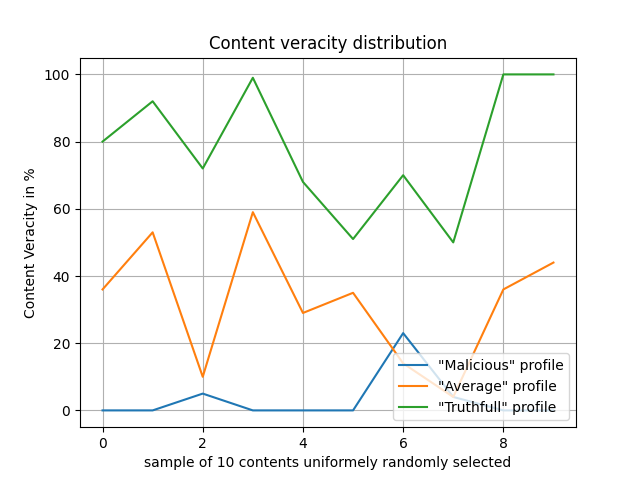 Content veracity distribution
Content Veracity in %
100
80
60
40
20
0
"Malicious" profile
"Average" profile
"Truthfull" profile
0 2 4 6 8
sample of 10 contents uniformely randomly selected